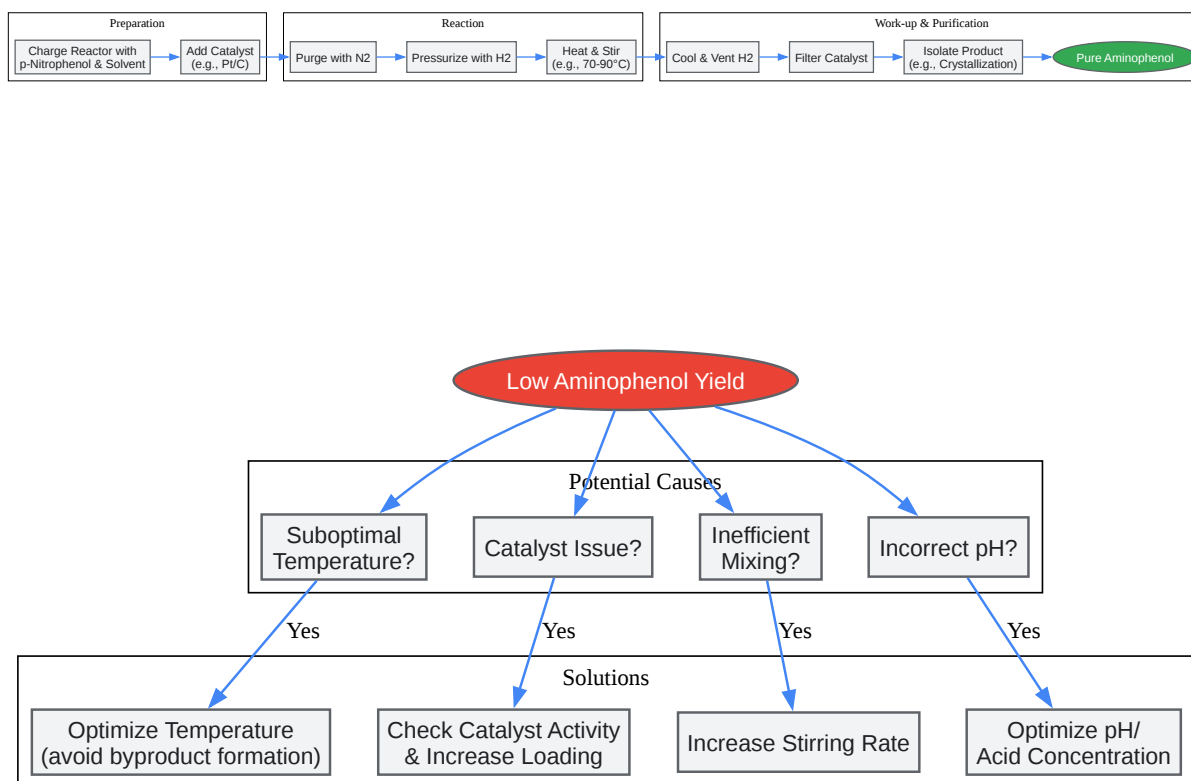 Preparation
Reaction
Work-up & Purification
Charge Reactor with
p-Nitrophenol & Solvent
Add Catalyst
(e.g., Pt/C)
Purge with N2
Pressurize with H2
Heat & Stir
(e.g., 70-90°C)
Cool & Vent H2
Filter Catalyst
Isolate Product
(e.g., Crystallization)
Pure Aminophenol
Low Aminophenol Yield
Potential Causes
Suboptimal
Temperature?
Catalyst Issue?
Inefficient
Mixing?
Incorrect pH?
Yes
Yes
Yes
Yes
Solutions
Optimize Temperature
(avoid byproduct formation)
Check Catalyst Activity
& Increase Loading
Increase Stirring Rate
Optimize pH/
Acid Concentration